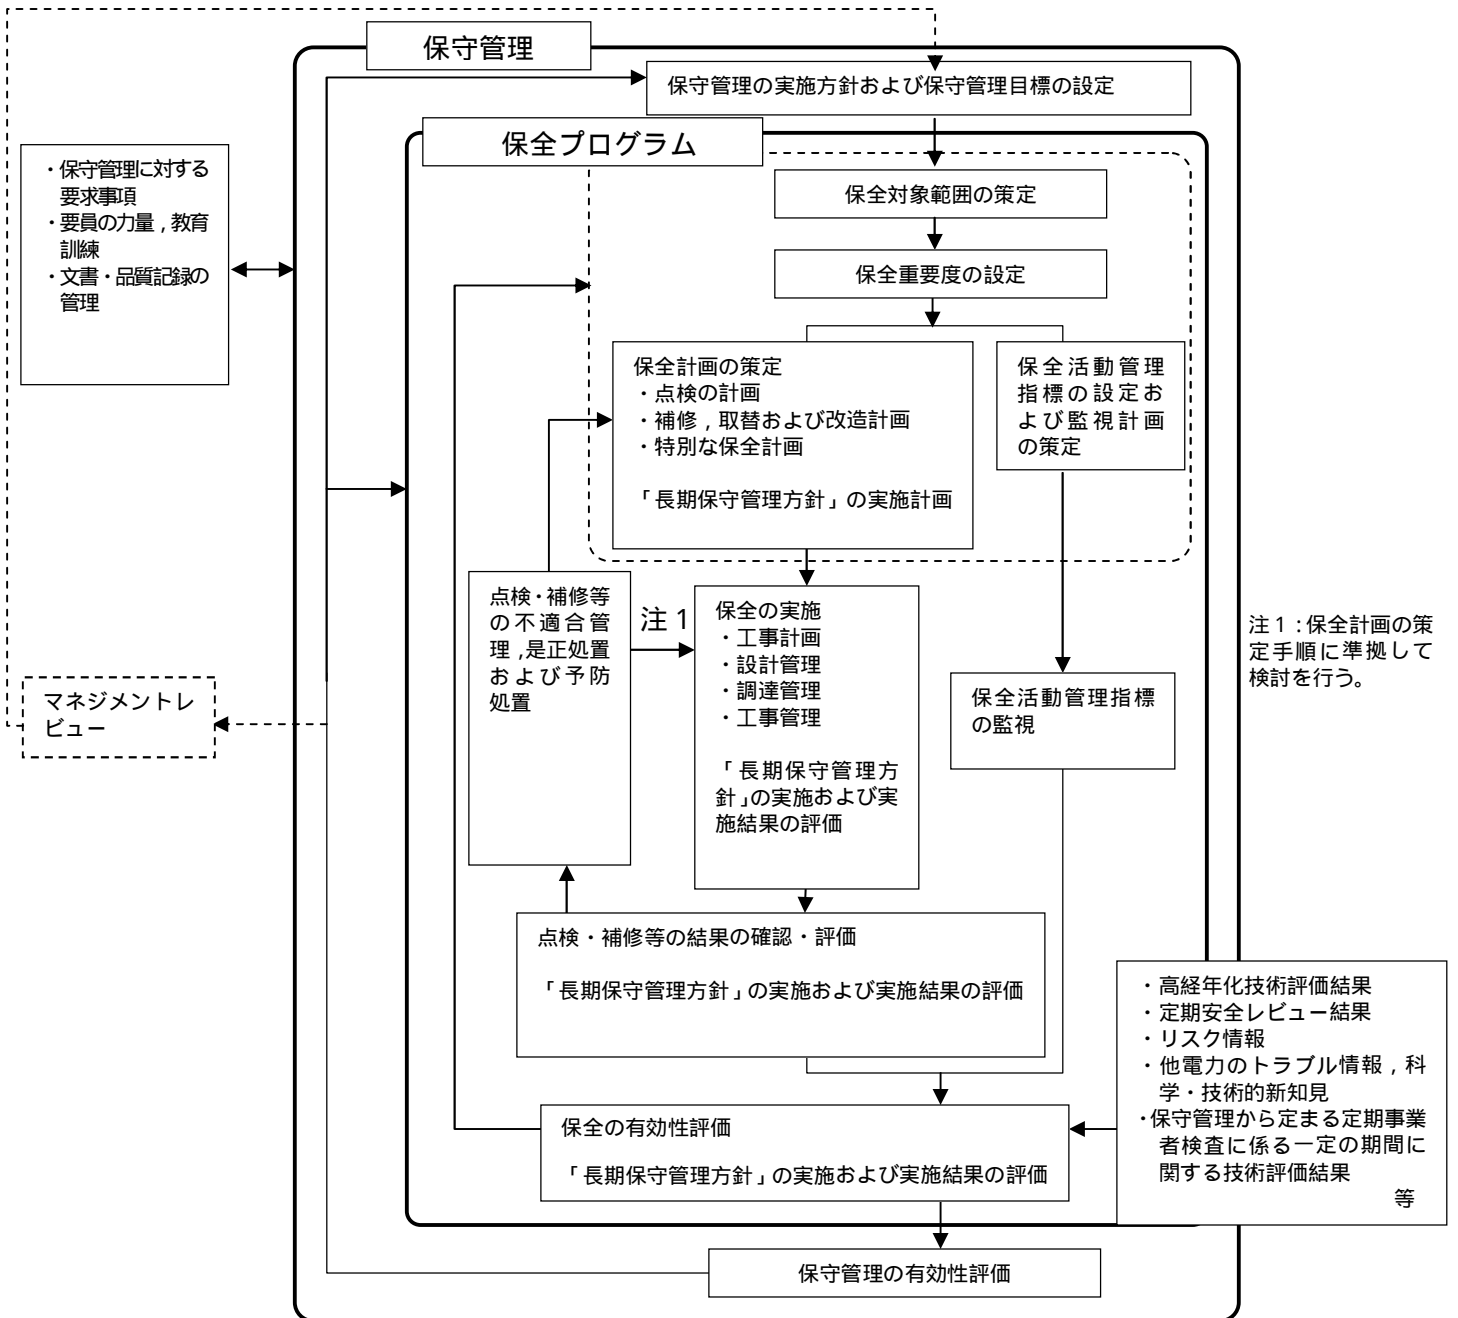 保守管理
保守管理の実施方針および保守管理目標の設定
保全プログラム
・保守管理に対する
要求事項
・要員の力量，教育
訓練
・文書・品質記録の
管理
保全対象範囲の策定
保全重要度の設定
保全計画の策定
・点検の計画
・補修，取替および改造計画
・特別な保全計画
「長期保守管理方針」の実施計画
保全活動管理
指標の設定お
よび監視計画
の策定
点検・補修等
の不適合管
理，是正処置
および予防
処置
注１
保全の実施
・工事計画
・設計管理
・調達管理
・工事管理
「長期保守管理方
針」の実施および実
施結果の評価
注１：保全計画の策
定手順に準拠して
検討を行う。
マネジメントレ
ビュー
保全活動管理指標
の監視
点検・補修等の結果の確認・評価
「長期保守管理方針」の実施および実施結果の評価
・高経年化技術評価結果
・定期安全レビュー結果
・リスク情報
・他電力のトラブル情報，科
学・技術的新知見
・保守管理から定まる定期事業
者検査に係る一定の期間に
関する技術評価結果
等
保全の有効性評価
「長期保守管理方針」の実施および実施結果の評価
保守管理の有効性評価